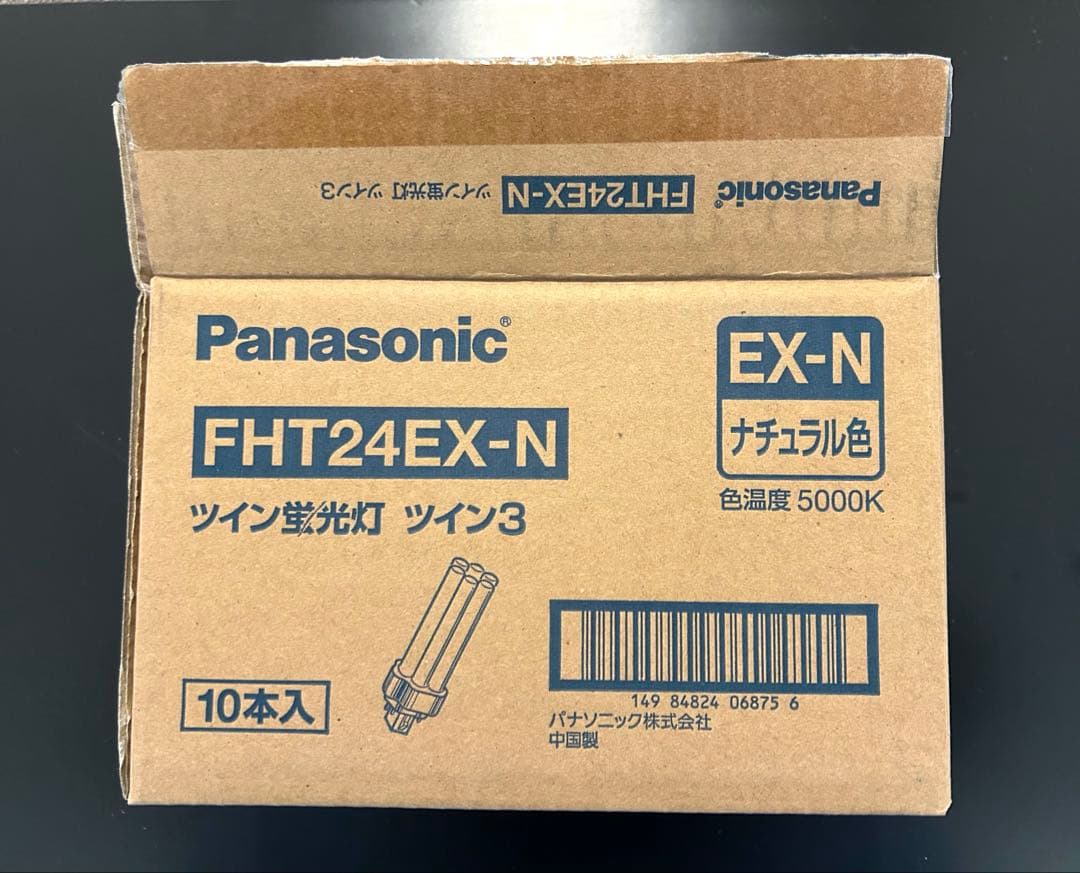 Panasonic® FHT24EX-N ツイン蛍光灯 ツイン3
Panasonic®
EX-N
ナチュラル色
色温度 5000K
FHT24EX-N
ツイン蛍光灯 ツイン3
10本入
149 84824 06875 6
パナソニック株式会社
中国製